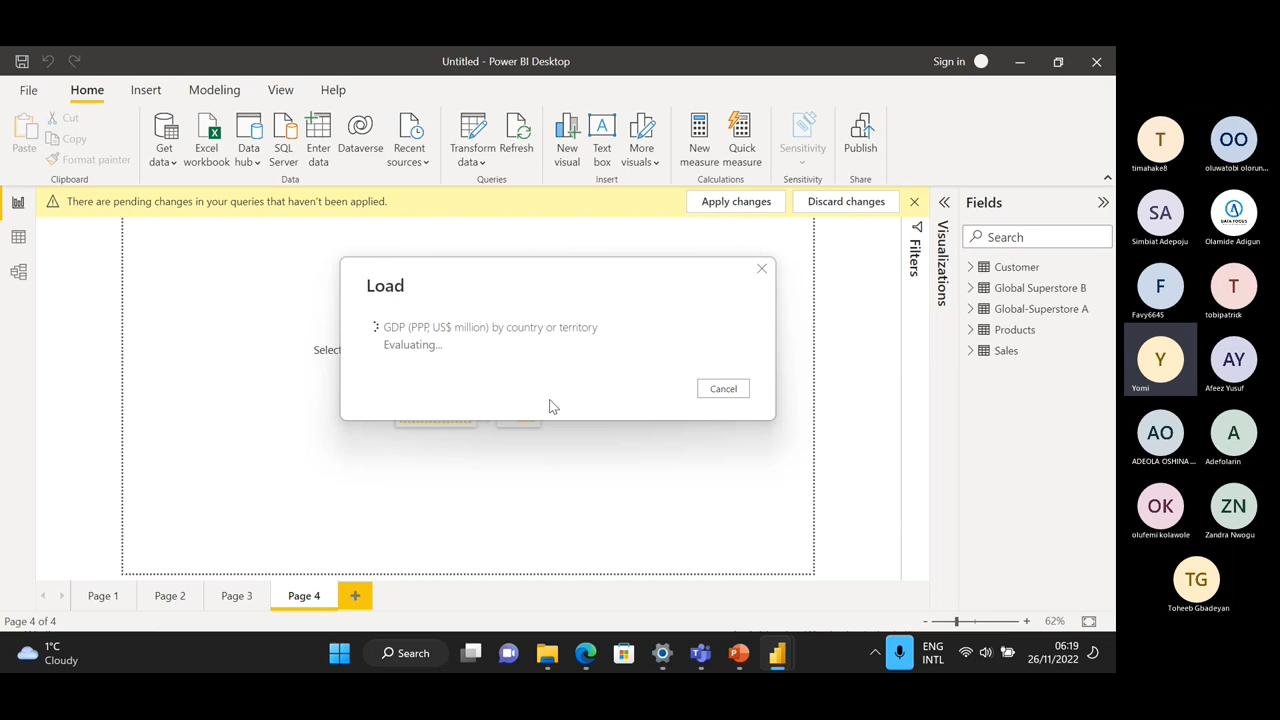 Untitled - Power BI Desktop
Sign in
File
Home
Insert
Modeling
View
Help
Paste
Cut
Copy
Format painter
Clipboard
Get data
Excel workbook
Data hub
SQL Server
Enter data
Dataverse
Recent sources
Data
Transform data
Refresh
Queries
New visual
Text box
More visuals
Insert
New measure
Quick measure
Calculations
Sensitivity
Sensitivity
Publish
Share
There are pending changes in your queries that haven't been applied.
Apply changes
Discard changes
Filters
Visualizations
Fields
Search
Customer
Global Superstore B
Global-Superstore A
Products
Sales
Select
Load
GDP (PPP, US$ million) by country or territory
Evaluating...
Cancel
Page 1
Page 2
Page 3
Page 4
Page 4 of 4
62%
1°C
Cloudy
Search
ENG
INTL
06:19
26/11/2022
T
timahake8
OO
oluwatobi olorun...
SA
Simbiat Adepoju
DATA FOCUS
Olamide Adigun
F
Favy6645
T
tobipatrick
Y
Yomi
AY
Afeez Yusuf
AO
ADEOLA OSHINA...
A
Adefolarin
OK
olufemi kolawole
ZN
Zandra Nwogu
TG
Toheeb Gbadeyan